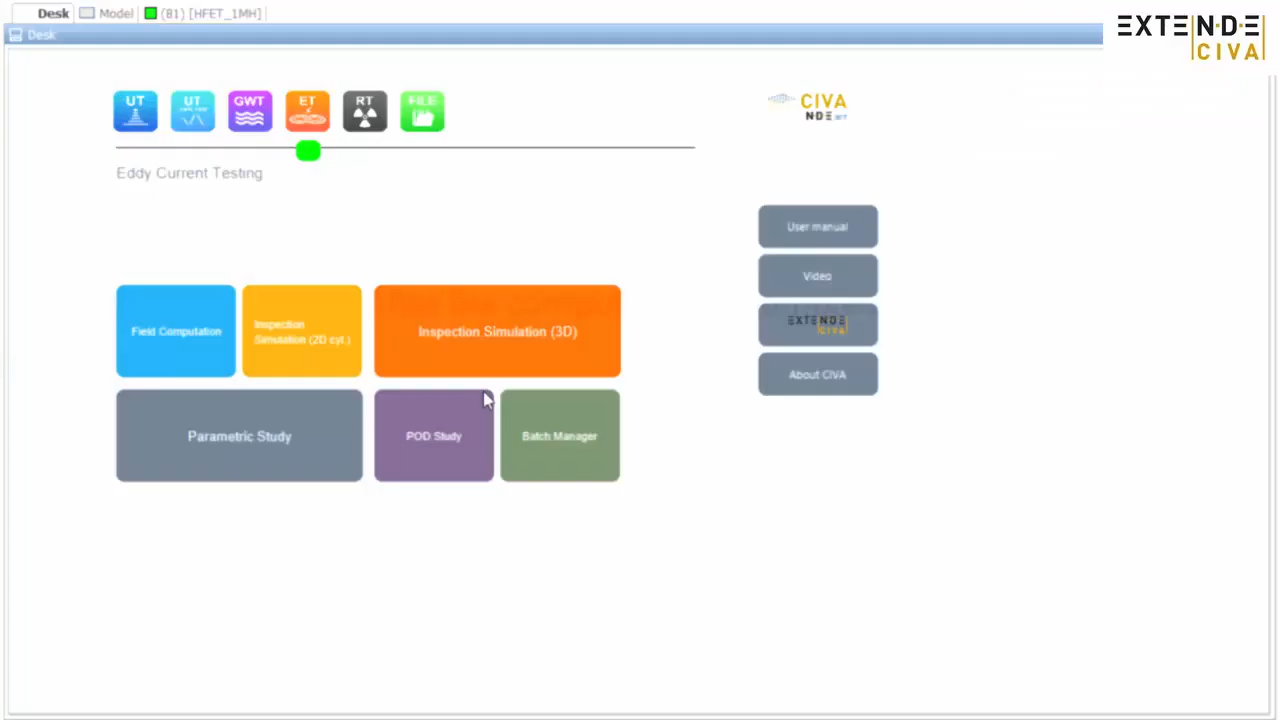 Desk Model (81) [HFET_1MH]
Desk
EXTENDE
CIVA
UT UT GWT ET RT FILE
CIVA
NDE
Eddy Current Testing
User manual
Video
EXTENDE
CIVA
About CIVA
Field Computation
Inspection
Simulation (2D cyl.)
Inspection Simulation (3D)
Parametric Study
POD Study
Batch Manager